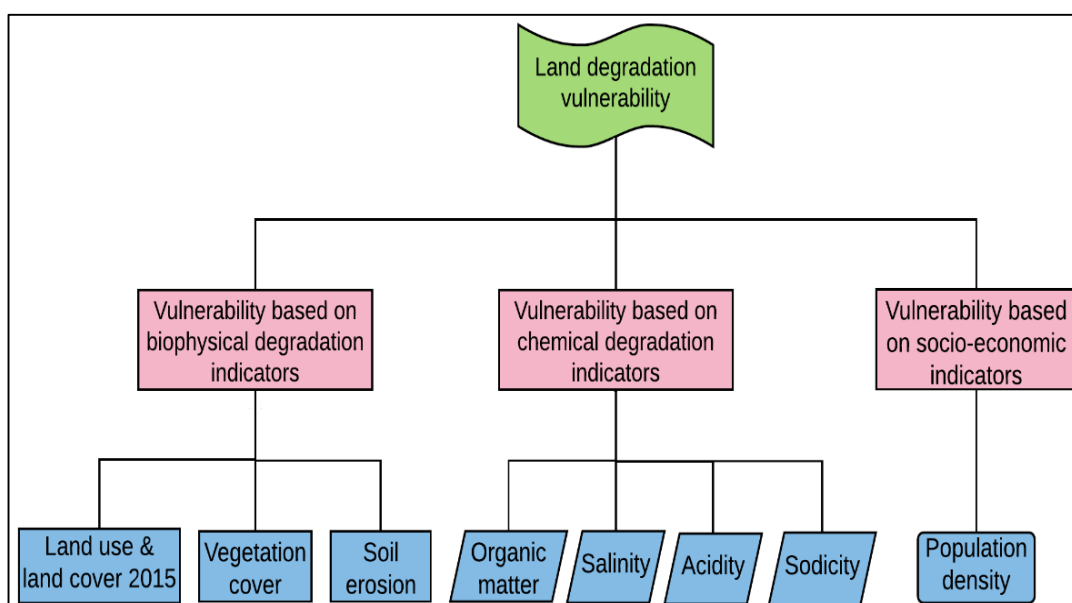 Land degradation
vulnerability
Vulnerability based on
biophysical degradation
indicators
Vulnerability based on
chemical degradation
indicators
Vulnerability based
on socio-economic
indicators
Land use &
land cover 2015
Vegetation
cover
Soil
erosion
Organic
matter
Salinity
Acidity
Sodicity
Population
density